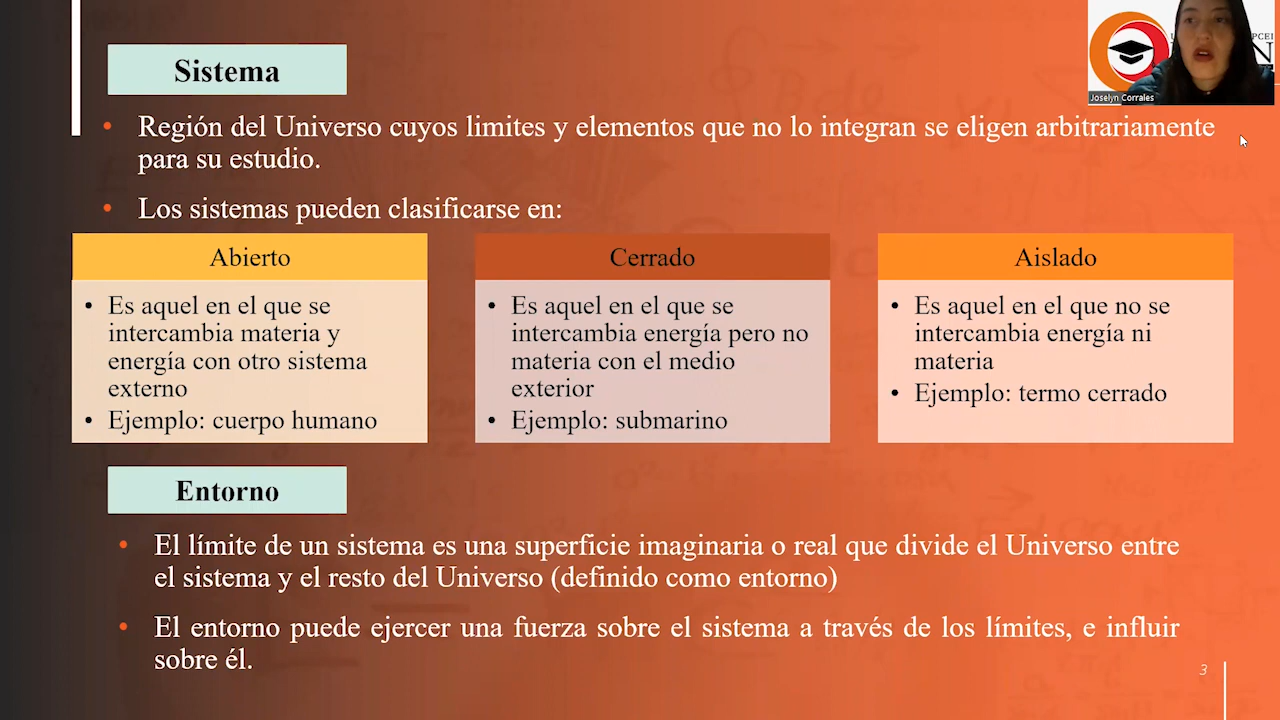 Sistema
Región del Universo cuyos limites y elementos que no lo integran se eligen arbitrariamente
para su estudio.
Los sistemas pueden clasificarse en:
Abierto
• Es aquel en el que se
intercambia materia y
energía con otro sistema
externo
• Ejemplo: cuerpo humano
Cerrado
• Es aquel en el que se
intercambia energía pero no
materia con el medio
exterior
• Ejemplo: submarino
Aislado
• Es aquel en el que no se
intercambia energía ni
materia
• Ejemplo: termo cerrado
Entorno
El límite de un sistema es una superficie imaginaria o real que divide el Universo entre
el sistema y el resto del Universo (definido como entorno)
El entorno puede ejercer una fuerza sobre el sistema a través de los límites, e influir
sobre él.
3
Joselyn Corrales